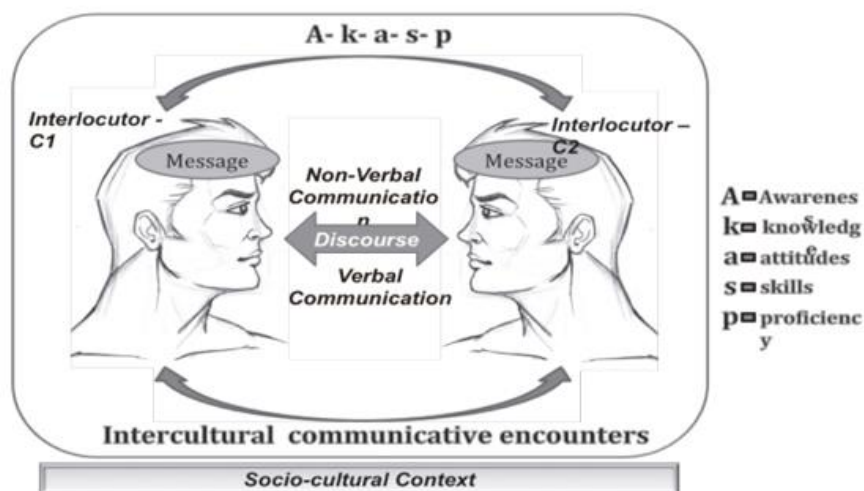 A- k- a- s- p
Interlocutor -
C1
Interlocutor –
C2
Message
Message
Non-Verbal
Communicatio
n
Discourse
Verbal
Communication
A = Awarenes
s
k = knowledg
e
a = attitudes
s = skills
p = proficienc
y
Intercultural communicative encounters
Socio-cultural Context